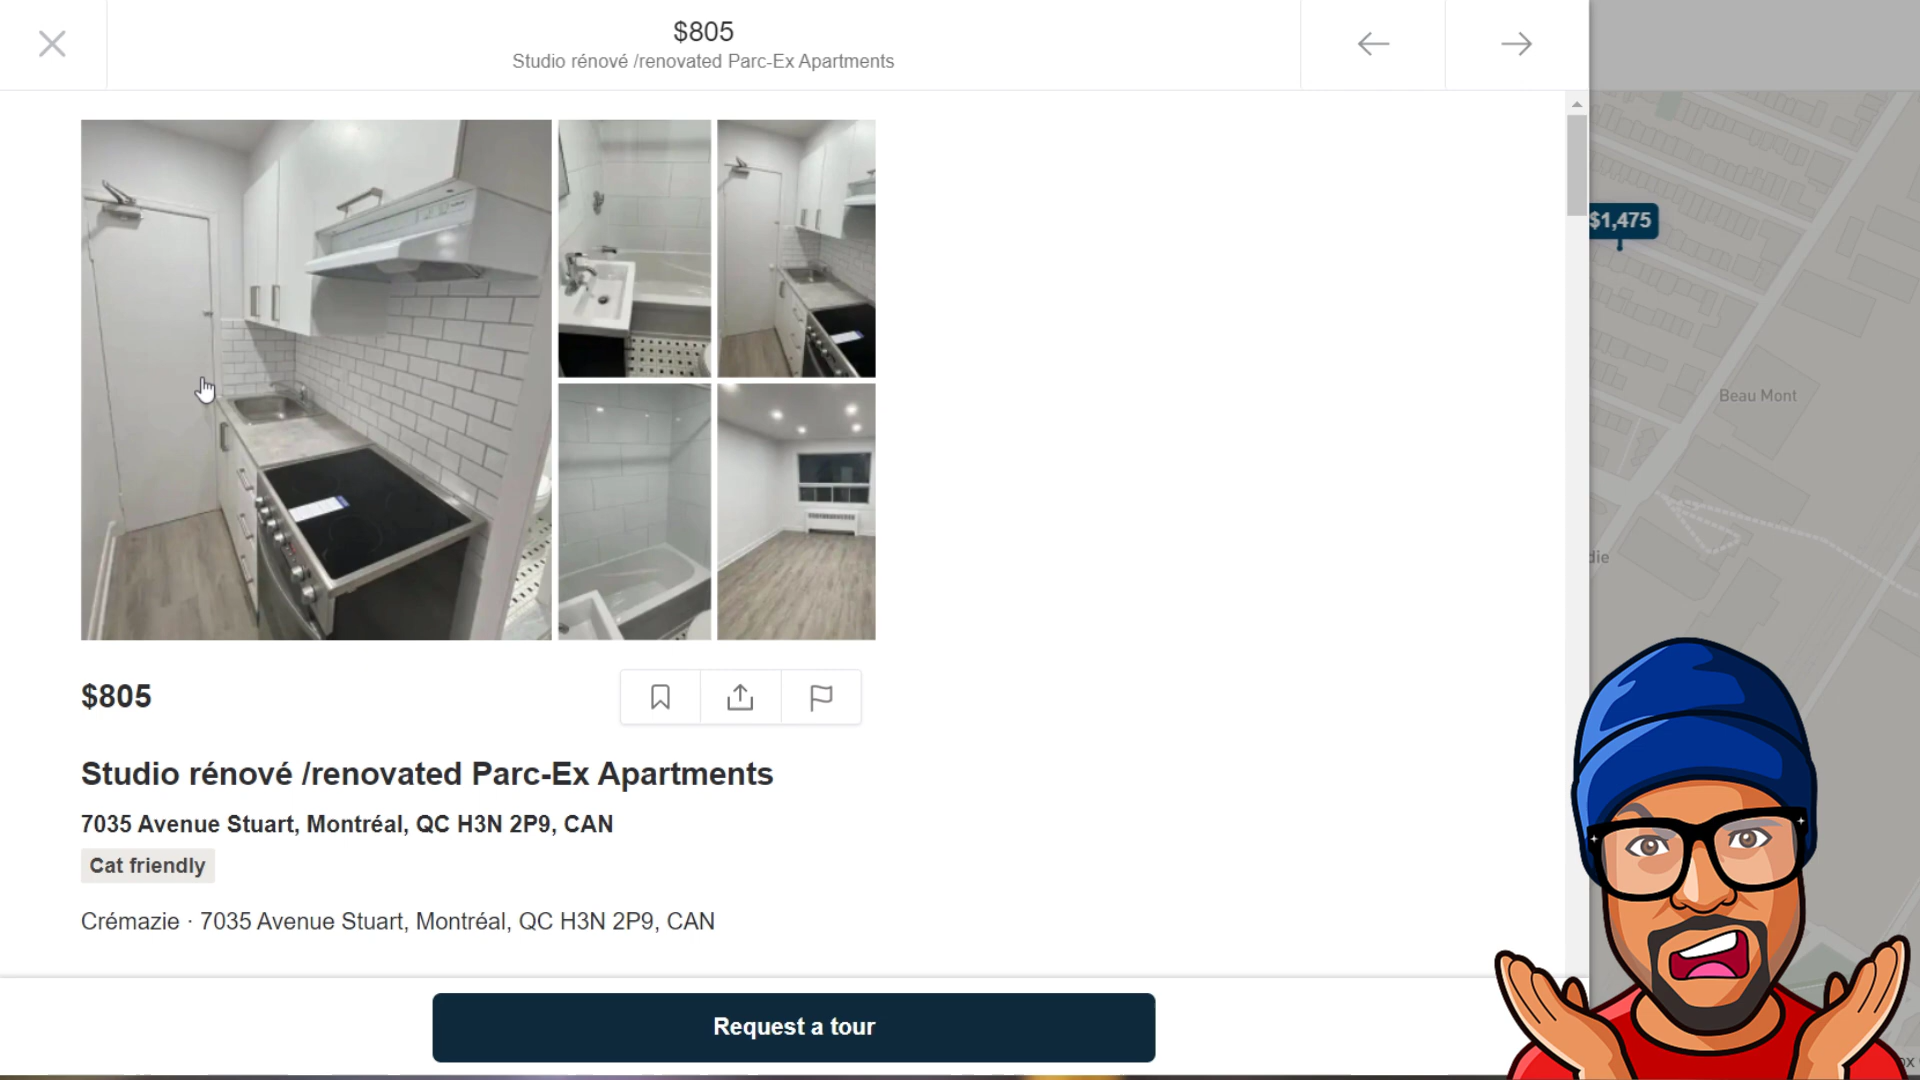 $805
Studio rénové /renovated Parc-Ex Apartments
$1,475
Beau Mont
die
$805
Studio rénové /renovated Parc-Ex Apartments
7035 Avenue Stuart, Montréal, QC H3N 2P9, CAN
Cat friendly
Crémazie · 7035 Avenue Stuart, Montréal, QC H3N 2P9, CAN
Request a tour
ox